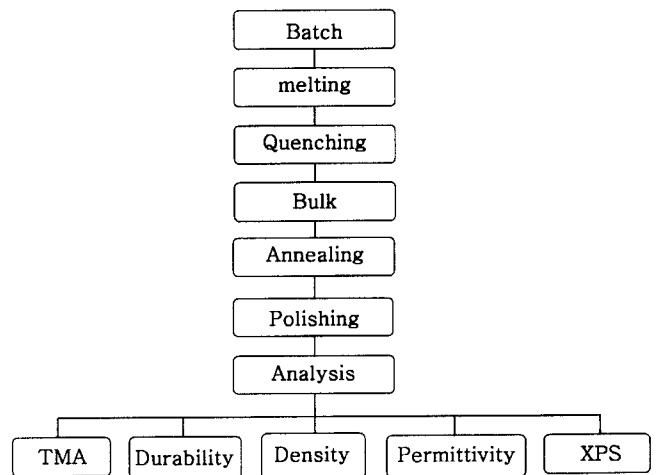 Batch
melting
Quenching
Bulk
Annealing
Polishing
Analysis
TMA Durability Density Permittivity XPS